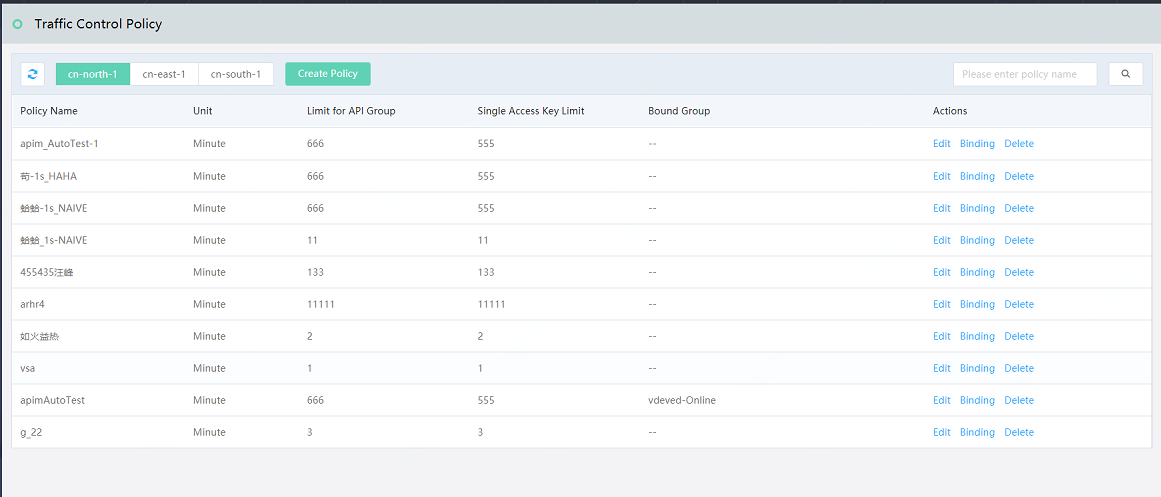 Traffic Control Policy
cn-north-1 cn-east-1 cn-south-1 Create Policy Please enter policy name
Policy Name Unit Limit for API Group Single Access Key Limit Bound Group Actions
apim_AutoTest-1 Minute 666 555 -- Edit Binding Delete
苟-1s_HAHA Minute 666 555 -- Edit Binding Delete
蛤蛤-1s_NAIVE Minute 666 555 -- Edit Binding Delete
蛤蛤_1s-NAIVE Minute 11 11 -- Edit Binding Delete
455435汪峰 Minute 133 133 -- Edit Binding Delete
arhr4 Minute 11111 11111 -- Edit Binding Delete
如火益热 Minute 2 2 -- Edit Binding Delete
vsa Minute 1 1 -- Edit Binding Delete
apimAutoTest Minute 666 555 vdeved-Online Edit Binding Delete
g_22 Minute 3 3 -- Edit Binding Delete